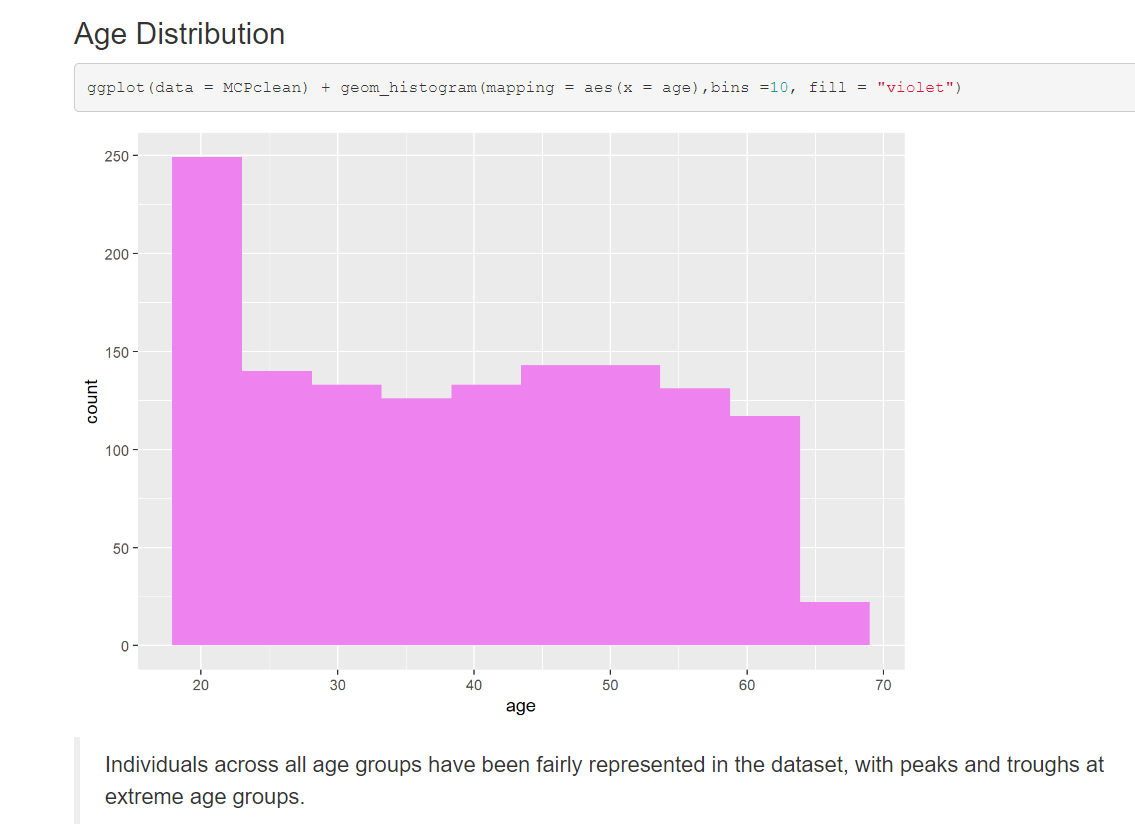 Age Distribution
ggplot(data = MCPclean) + geom_histogram(mapping = aes(x = age),bins =10, fill = "violet")
250
200
150
100
50
0
count
20 30 40 50 60 70
age
Individuals across all age groups have been fairly represented in the dataset, with peaks and troughs at
extreme age groups.